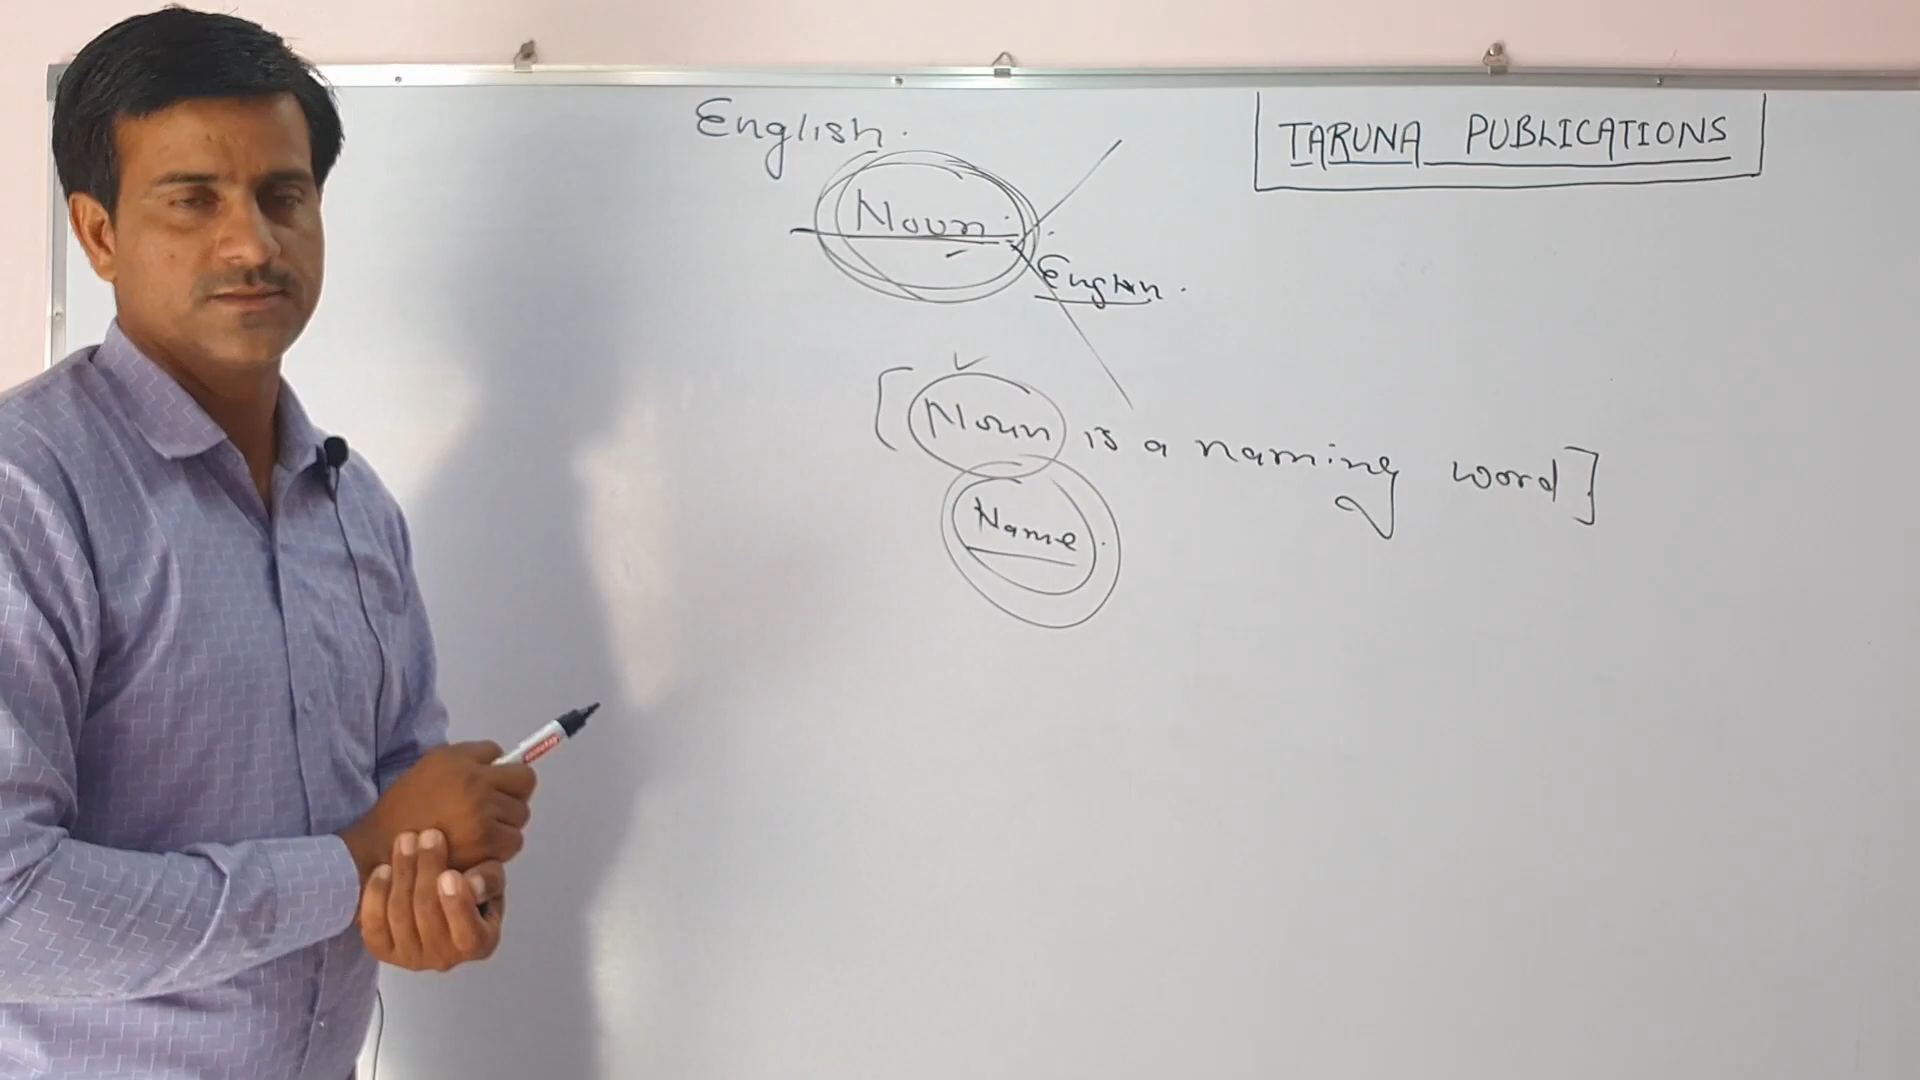 English.
TARUNA PUBLICATIONS
Noun.
English.
[Noun is a naming word]
Name.